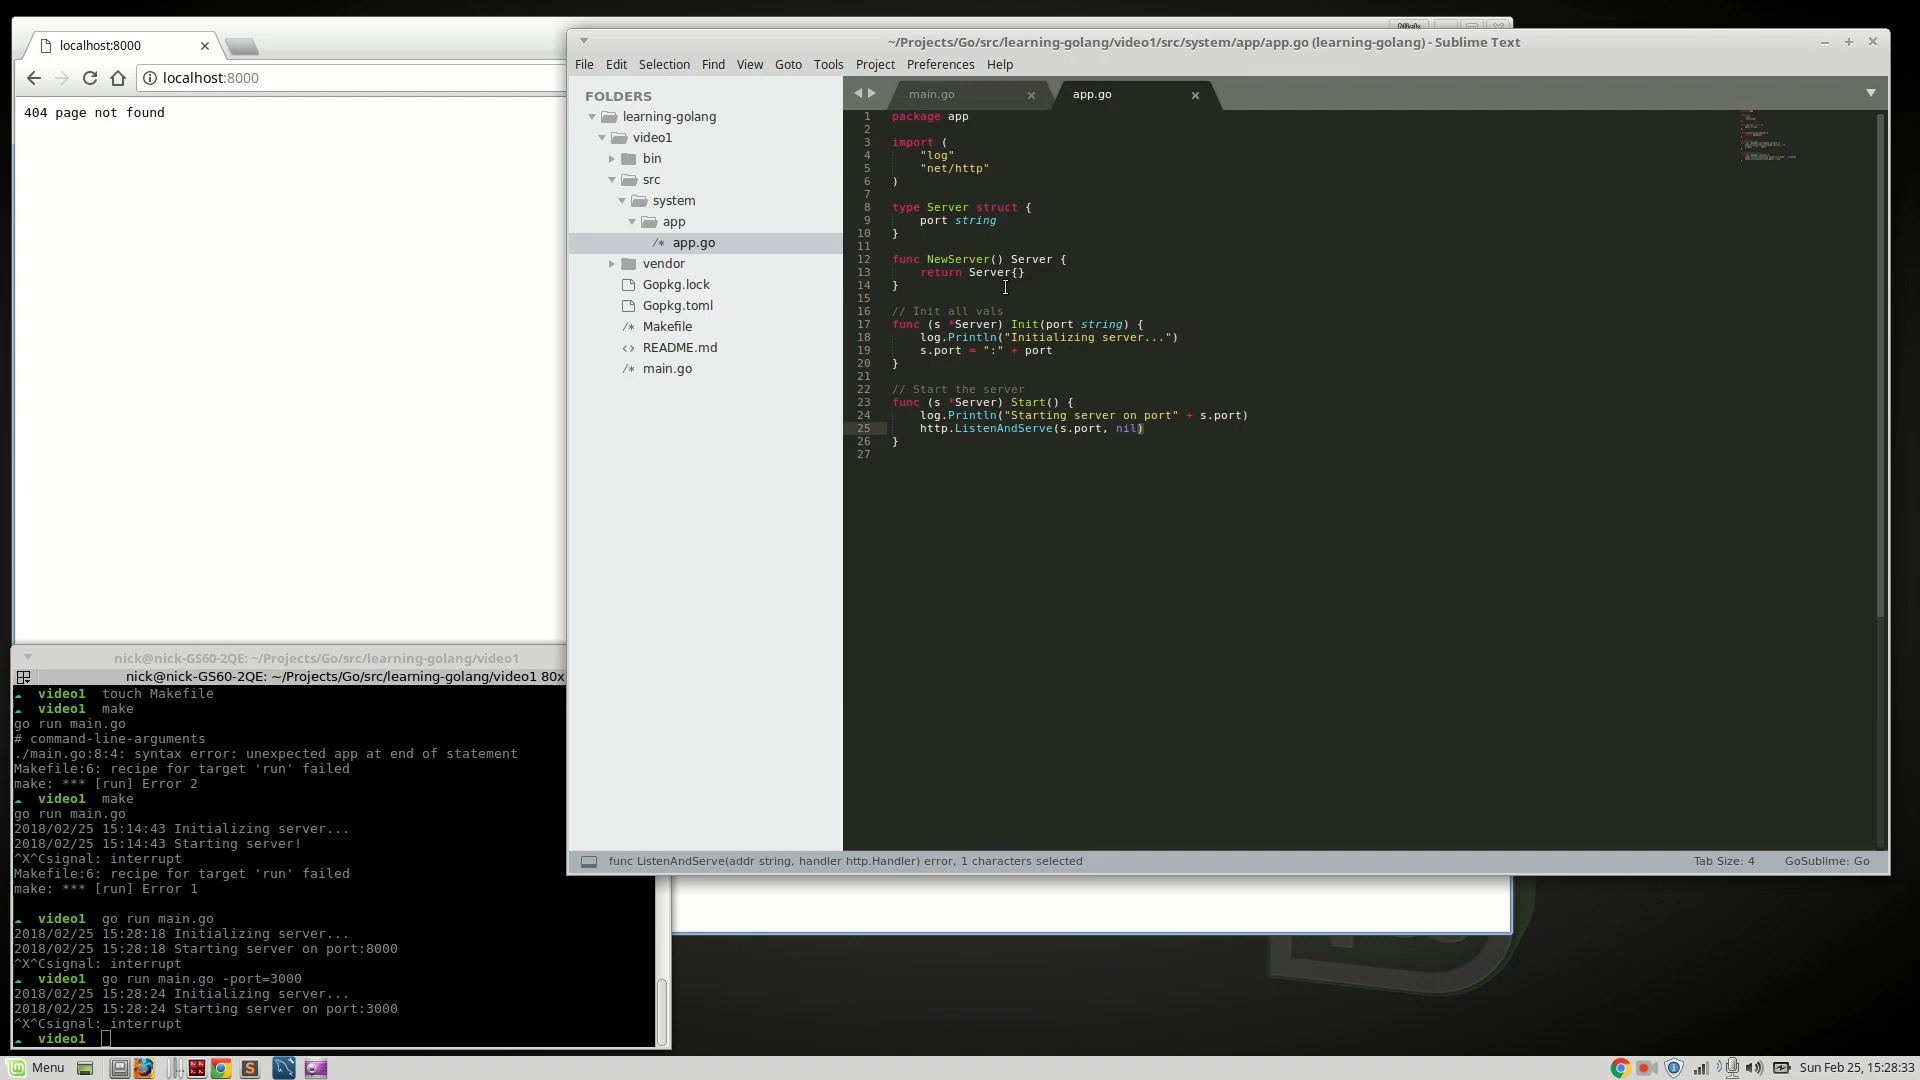 localhost:8000
localhost:8000
404 page not found
~/Projects/Go/src/learning-golang/video1/src/system/app/app.go (learning-golang) - Sublime Text
File Edit Selection Find View Goto Tools Project Preferences Help
FOLDERS
learning-golang
video1
bin
src
system
app
app.go
vendor
Gopkg.lock
Gopkg.toml
Makefile
README.md
main.go
main.go
app.go
1 package app
2
3 import (
4 "log"
5 "net/http"
6 )
7
8 type Server struct {
9 port string
10 }
11
12 func NewServer() Server {
13 return Server{}
14 }
15
16 // Init all vals
17 func (s *Server) Init(port string) {
18 log.Println("Initializing server...")
19 s.port = ":" + port
20 }
21
22 // Start the server
23 func (s *Server) Start() {
24 log.Println("Starting server on port" + s.port)
25 http.ListenAndServe(s.port, nil)
26 }
27
func ListenAndServe(addr string, handler http.Handler) error, 1 characters selected
Tab Size: 4
GoSublime: Go
nick@nick-GS60-2QE: ~/Projects/Go/src/learning-golang/video1
nick@nick-GS60-2QE: ~/Projects/Go/src/learning-golang/video1 80x
video1 touch Makefile
video1 make
go run main.go
# command-line-arguments
./main.go:8:4: syntax error: unexpected app at end of statement
Makefile:6: recipe for target 'run' failed
make: *** [run] Error 2
video1 make
go run main.go
2018/02/25 15:14:43 Initializing server...
2018/02/25 15:14:43 Starting server!
^X^Csignal: interrupt
Makefile:6: recipe for target 'run' failed
make: *** [run] Error 1
video1 go run main.go
2018/02/25 15:28:18 Initializing server...
2018/02/25 15:28:18 Starting server on port:8000
^X^Csignal: interrupt
video1 go run main.go -port=3000
2018/02/25 15:28:24 Initializing server...
2018/02/25 15:28:24 Starting server on port:3000
^X^Csignal: interrupt
video1
Menu
Sun Feb 25, 15:28:33